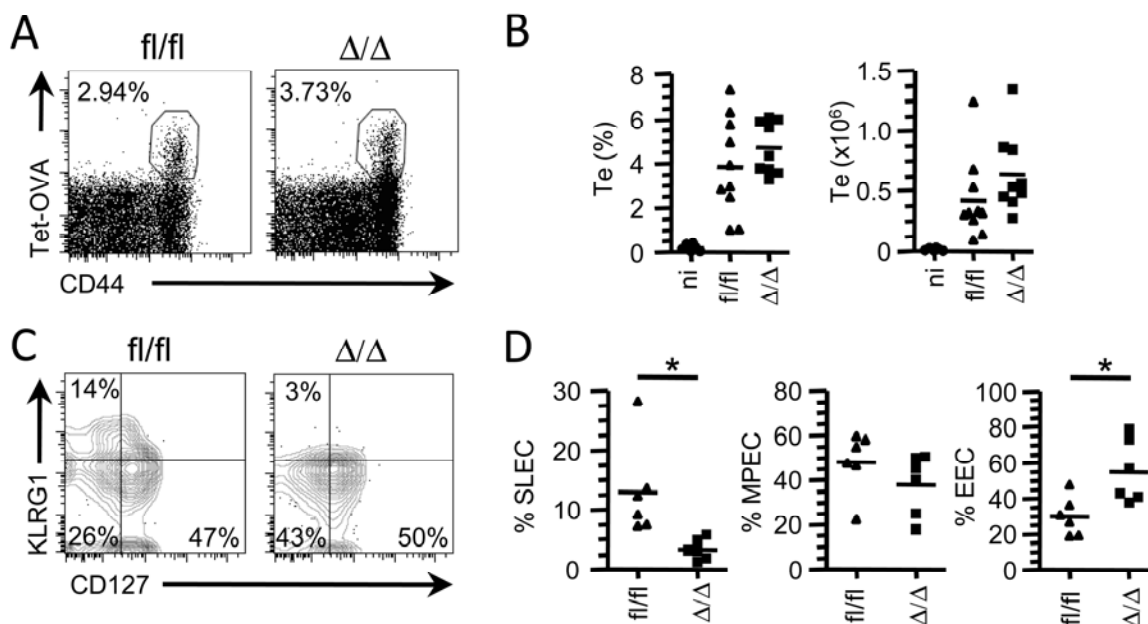 A
fl/fl
Δ/Δ
Tet-OVA
2.94%
3.73%
CD44
B
Te (%)
8
6
4
2
0
ni
fl/fl
Δ/Δ
Te (x10⁶)
1.5
1.0
0.5
0
ni
fl/fl
Δ/Δ
C
fl/fl
Δ/Δ
KLRG1
14%
26%
47%
3%
43%
50%
CD127
D
% SLEC
30
20
10
0
*
fl/fl
Δ/Δ
% MPEC
80
60
40
20
0
fl/fl
Δ/Δ
% EEC
100
80
60
40
20
0
*
fl/fl
Δ/Δ